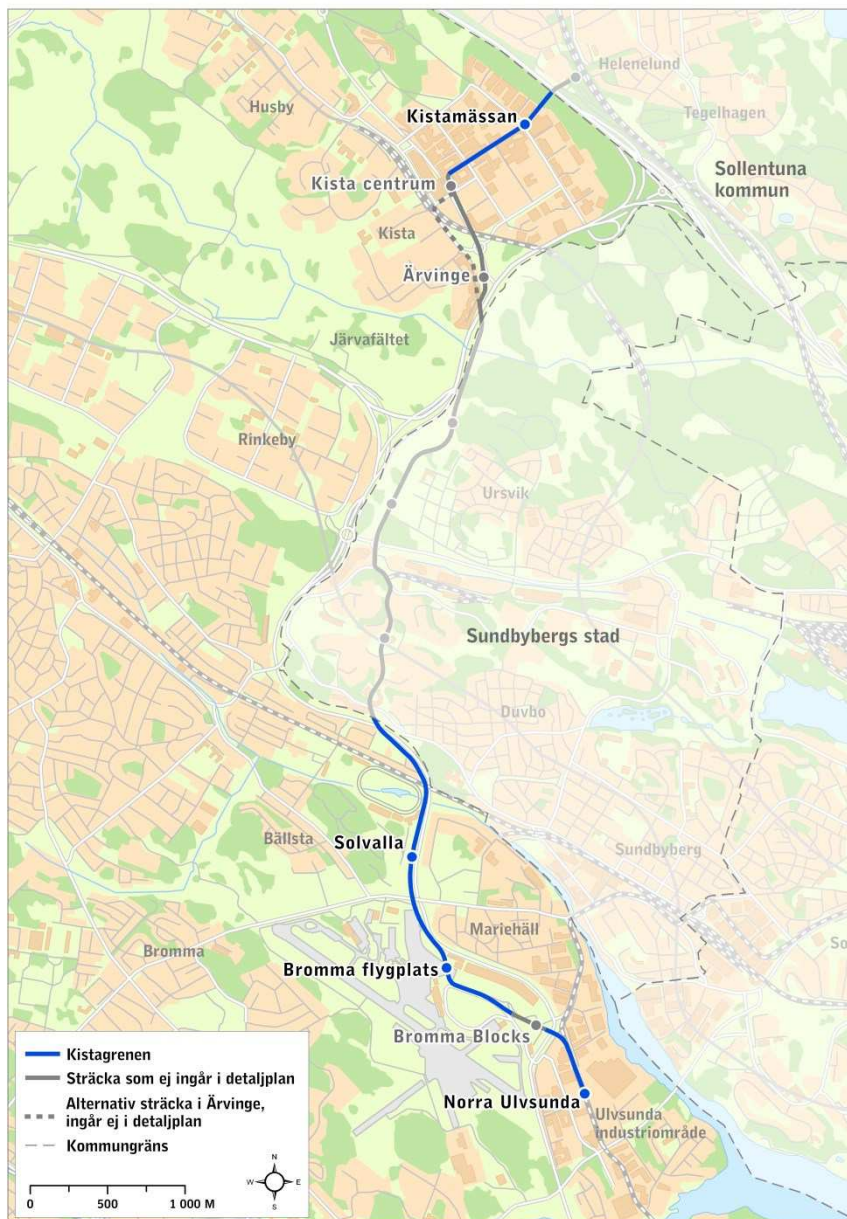 Helenelund
Husby
Kistamässan
Tegelhagen
Sollentuna
kommun
Kista centrum
Kista
Ärvinge
Järvafältet
Rinkeby
Ursvik
Sundbybergs stad
Duvbo
Bällsta
Solvalla
Sundbyberg
Mariehäll
Bromma
So
Bromma flygplats
Bromma Blocks
Norra Ulvsunda
Ulvsunda
industriområde
Kistagrenen
Sträcka som ej ingår i detaljplan
Alternativ sträcka i Ärvinge,
ingår ej i detaljplan
Kommungräns
N
W E
S
0 500 1 000 M